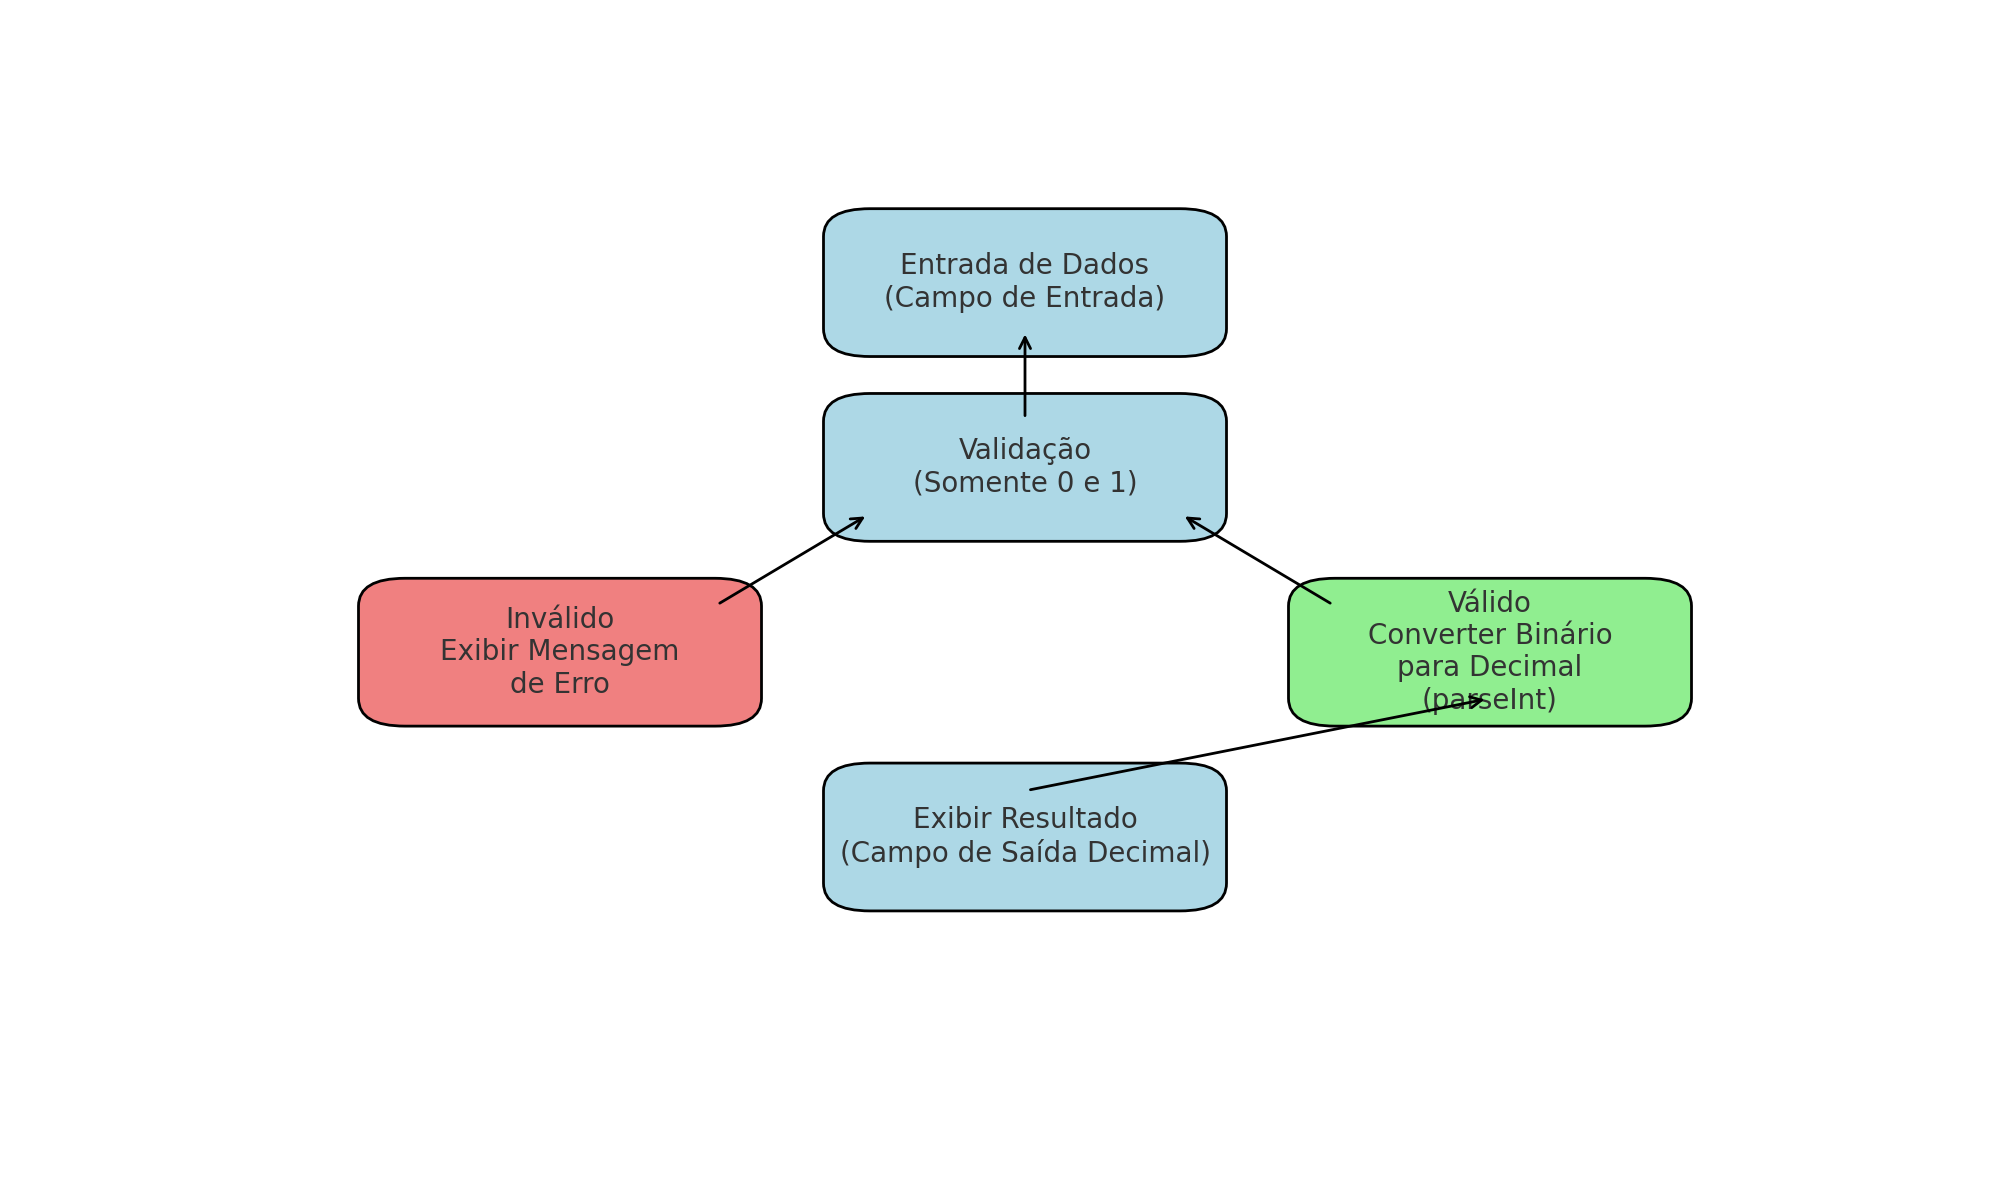 Entrada de Dados
(Campo de Entrada)
Validação
(Somente 0 e 1)
Inválido
Exibir Mensagem
de Erro
Válido
Converter Binário
para Decimal
(parseInt)
Exibir Resultado
(Campo de Saída Decimal)